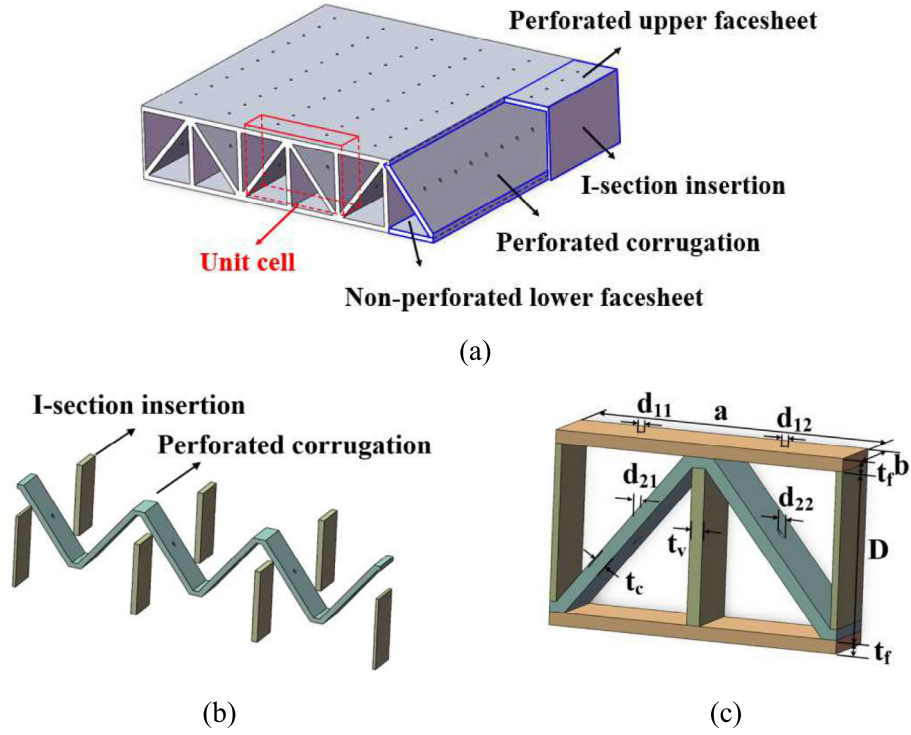 Perforated upper facesheet
I-section insertion
Perforated corrugation
Unit cell
Non-perforated lower facesheet
(a)
I-section insertion
Perforated corrugation
(b)
d11
a
d12
tf
b
d21
d22
tv
D
tc
tf
(c)